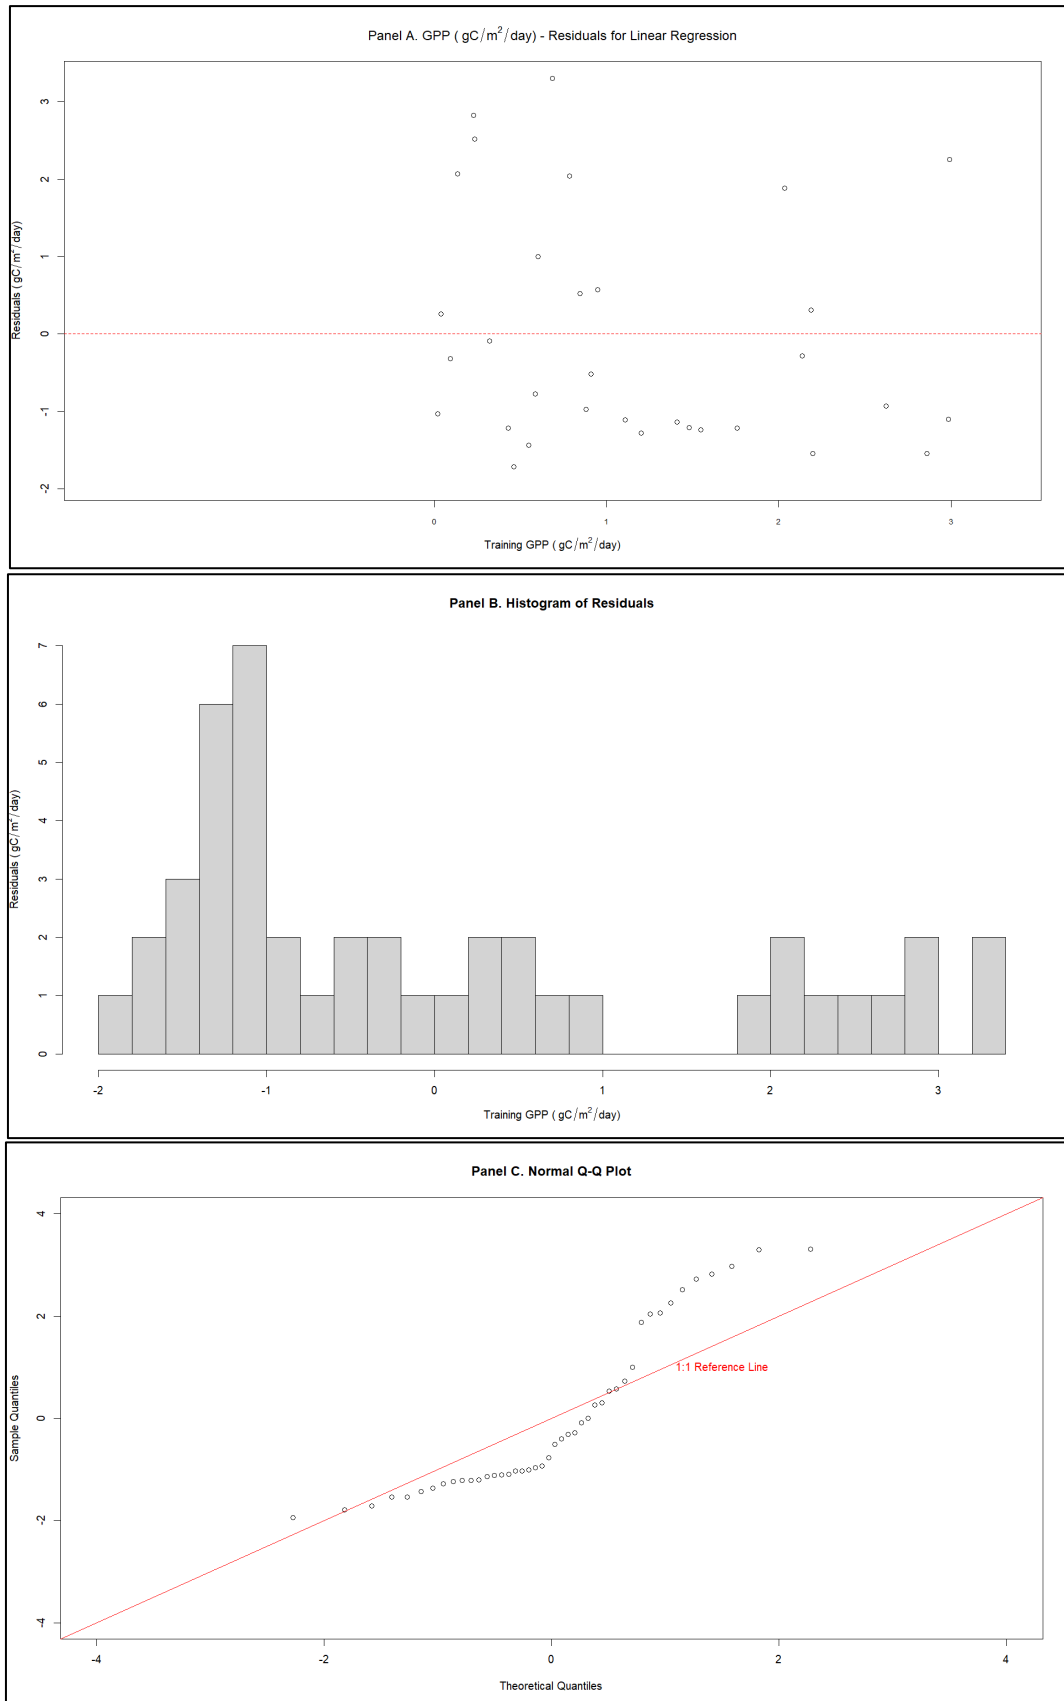 Panel A. GPP ( gC/m²/day) - Residuals for Linear Regression
3
2
1
0
-1
-2
Residuals ( gC/m²/day)
0 1 2 3
Training GPP ( gC/m²/day)
Panel B. Histogram of Residuals
7
6
5
4
3
2
1
0
Residuals ( gC/m²/day)
-2 -1 0 1 2 3
Training GPP ( gC/m²/day)
Panel C. Normal Q-Q Plot
4
2
0
-2
-4
Sample Quantiles
1:1 Reference Line
-4 -2 0 2 4
Theoretical Quantiles